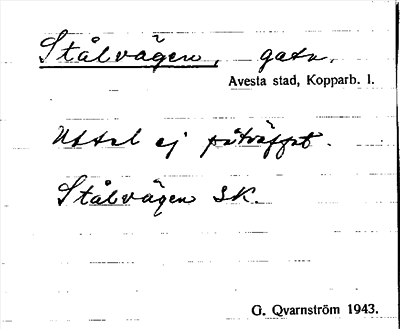 Stålvägen, gata.
Avesta stad, Kopparb. l.
Uttal ej påträffat.
Stålvägen SK.
G. Qvarnström 1943.